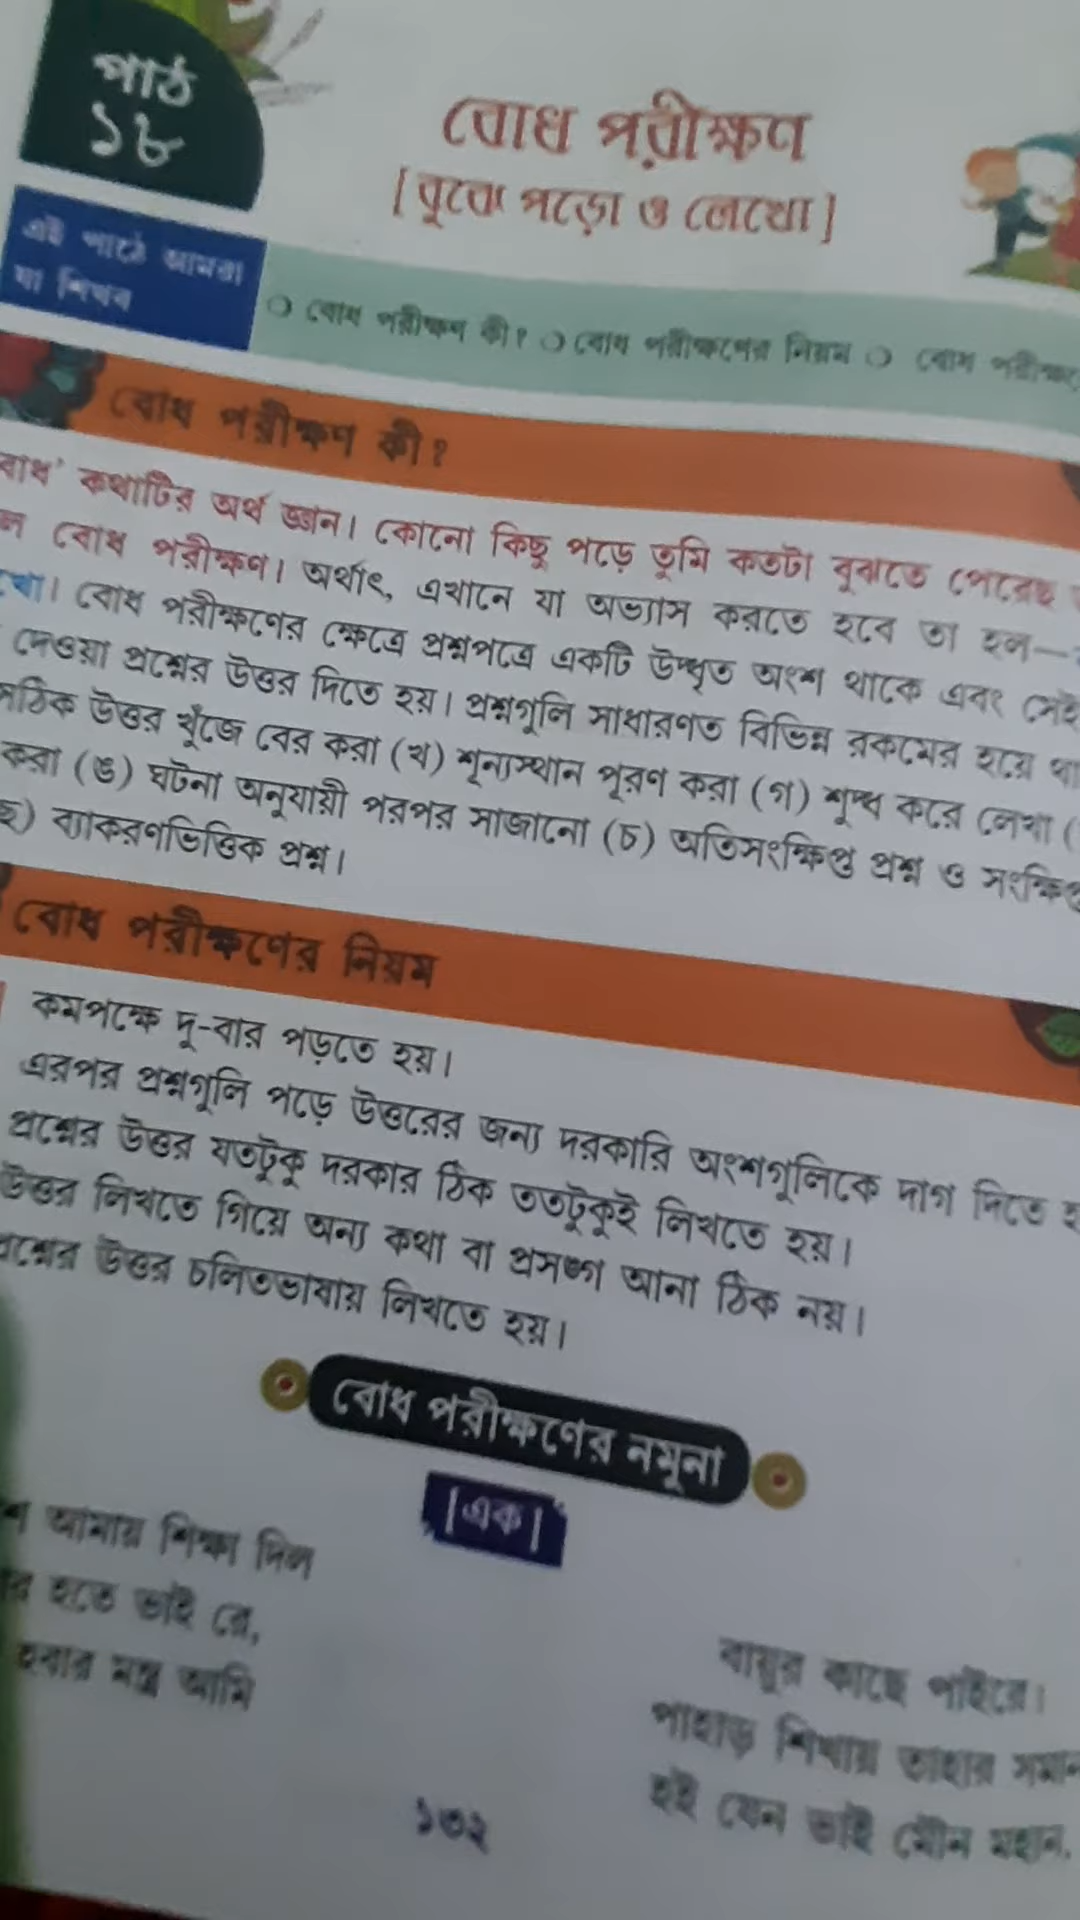 পাঠ
১৮
বোধ পরীক্ষণ
[বুঝে পড়ো ও লেখো]
এই পাঠে আমরা
যা শিখব
○ বোধ পরীক্ষণ কী? ○ বোধ পরীক্ষণের নিয়ম ○ বোধ
বোধ পরীক্ষণ কী?
কথাটির অর্থ জ্ঞান। কোনো কিছু পড়ে তুমি কতটা বুঝতে পেরেছ
বোধ পরীক্ষণ। অর্থাৎ, এখানে যা অভ্যাস করতে হবে তা হল—
বোধ পরীক্ষণের ক্ষেত্রে প্রশ্নপত্রে একটি উদ্ধৃত অংশ থাকে এবং সেই
দেওয়া প্রশ্নের উত্তর দিতে হয়। প্রশ্নগুলি সাধারণত বিভিন্ন রকমের হয়ে
সঠিক উত্তর খুঁজে বের করা (খ) শূন্যস্থান পূরণ করা (গ) শুদ্ধ করে লেখা
করা (ঙ) ঘটনা অনুযায়ী পরপর সাজানো (চ) অতিসংক্ষিপ্ত প্রশ্ন ও সংক্ষিপ্ত
ব্যাকরণভিত্তিক প্রশ্ন।
বোধ পরীক্ষণের নিয়ম
কমপক্ষে দু-বার পড়তে হয়।
এরপর প্রশ্নগুলি পড়ে উত্তরের জন্য দরকারি অংশগুলিকে দাগ দিতে
প্রশ্নের উত্তর যতটুকু দরকার ঠিক ততটুকুই লিখতে হয়।
উত্তর লিখতে গিয়ে অন্য কথা বা প্রসঙ্গ আনা ঠিক নয়।
প্রশ্নের উত্তর চলিতভাষায় লিখতে হয়।
বোধ পরীক্ষণের নমুনা
|এক|
আমায় শিক্ষা দিল
হতে ভাই রে,
হবার মন্ত্র আমি
বায়ুর কাছে পাইরে।
পাহাড় শিখায় তাহার সমান
হই যেন ভাই মৌন মহান,
১৩২